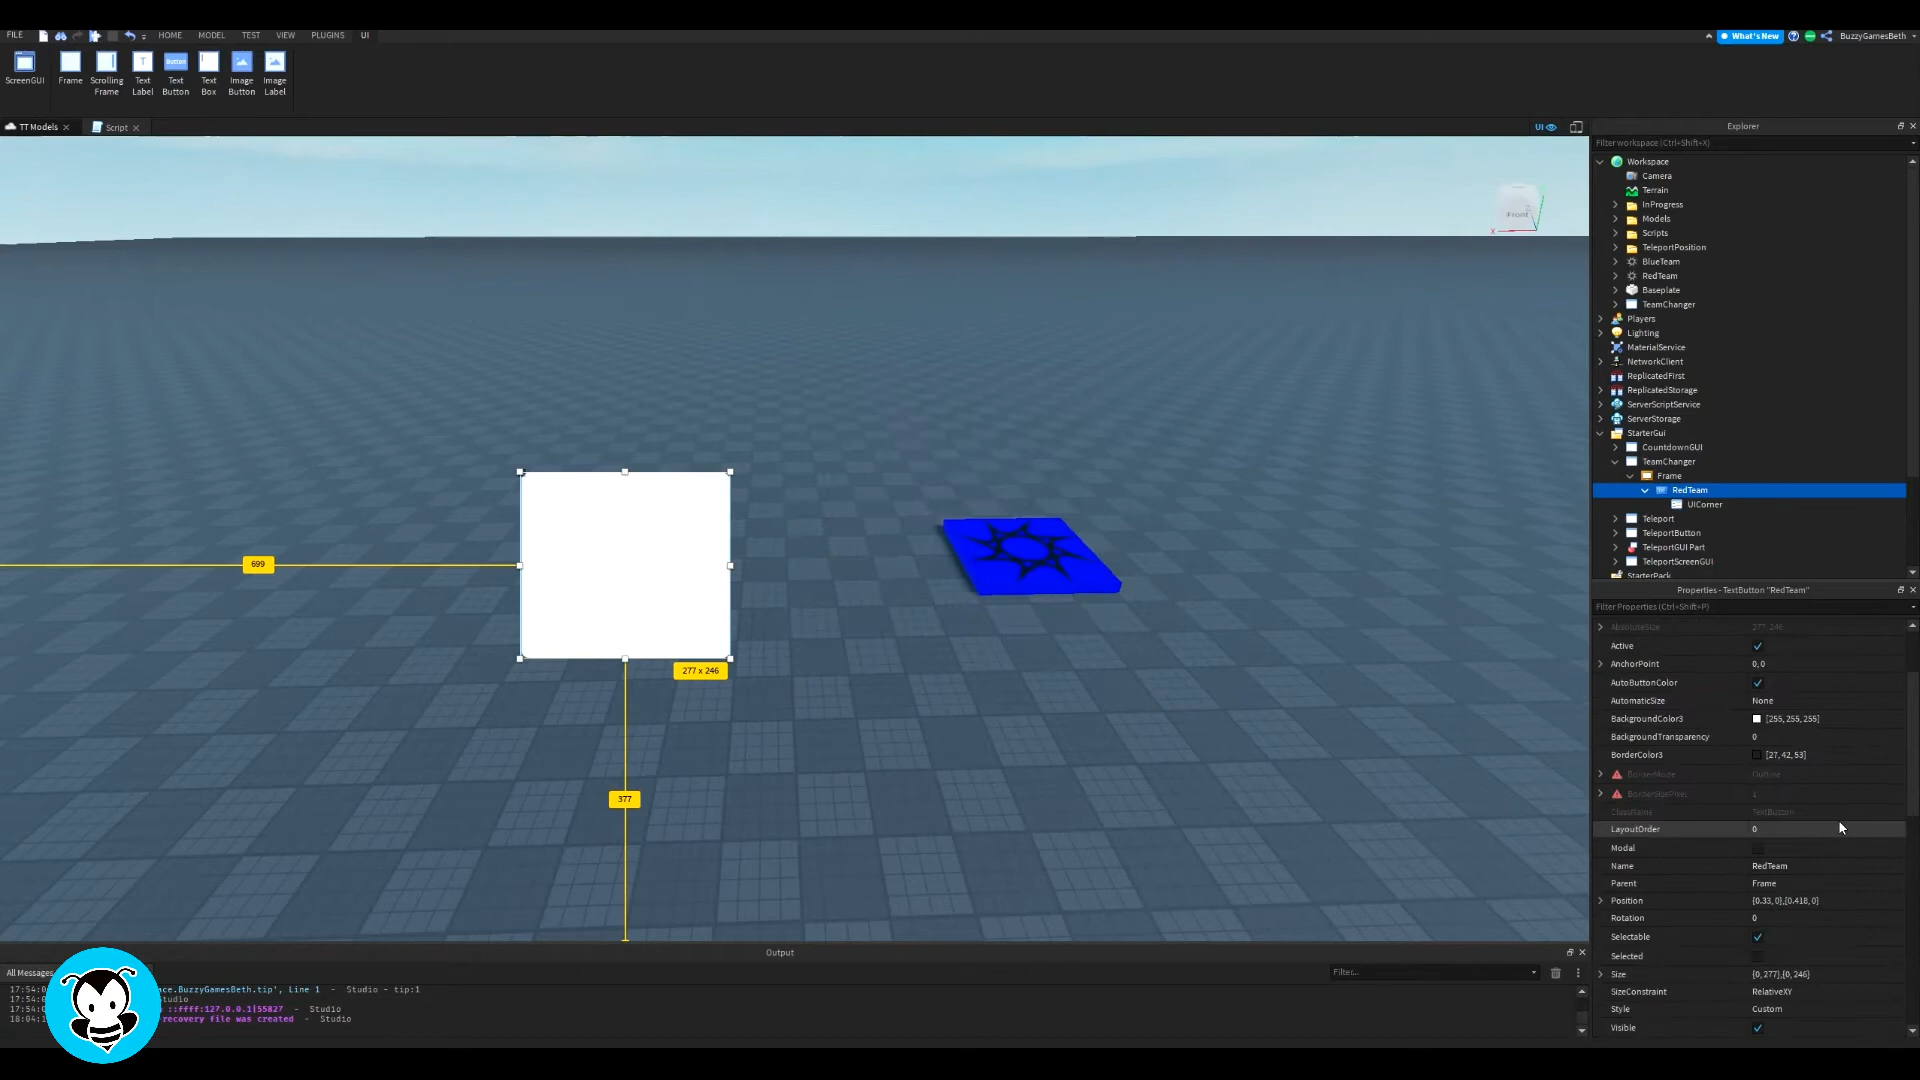 FILE HOME MODEL TEST VIEW PLUGINS UI What's New BuzzyGamesBeth
ScreenGUI Frame Scrolling Frame Text Label Text Button Text Box Image Button Image Label
TT Models Script UI
Explorer
Filter workspace (Ctrl+Shift+X)
Workspace
Camera
Terrain
InProgress
Models
Scripts
TeleportPosition
BlueTeam
RedTeam
Baseplate
TeamChanger
Players
Lighting
MaterialService
NetworkClient
ReplicatedFirst
ReplicatedStorage
ServerScriptService
ServerStorage
StarterGui
CountdownGUI
TeamChanger
Frame
RedTeam
UICorner
Teleport
TeleportButton
TeleportGUI Part
TeleportScreenGUI
StarterPack
Front
X
699
277 x 246
377
Properties - TextButton "RedTeam"
Filter Properties (Ctrl+Shift+P)
AbsoluteSize 277, 246
Active
AnchorPoint 0, 0
AutoButtonColor
AutomaticSize None
BackgroundColor3 [255, 255, 255]
BackgroundTransparency 0
BorderColor3 [27, 42, 53]
BorderMode Outline
BorderSizePixel 1
ClassName TextButton
LayoutOrder 0
Modal
Name RedTeam
Parent Frame
Position {0.33, 0},{0.418, 0}
Rotation 0
Selectable
Selected
Size {0, 277},{0, 246}
SizeConstraint RelativeXY
Style Custom
Visible
Output
All Messages Filter...
17:54:0 ce.BuzzyGamesBeth.tip', Line 1 - Studio - tip:1
17:54:0 tudio
17:54:0 ::ffff:127.0.0.1|55827 - Studio
18:04:1 recovery file was created - Studio